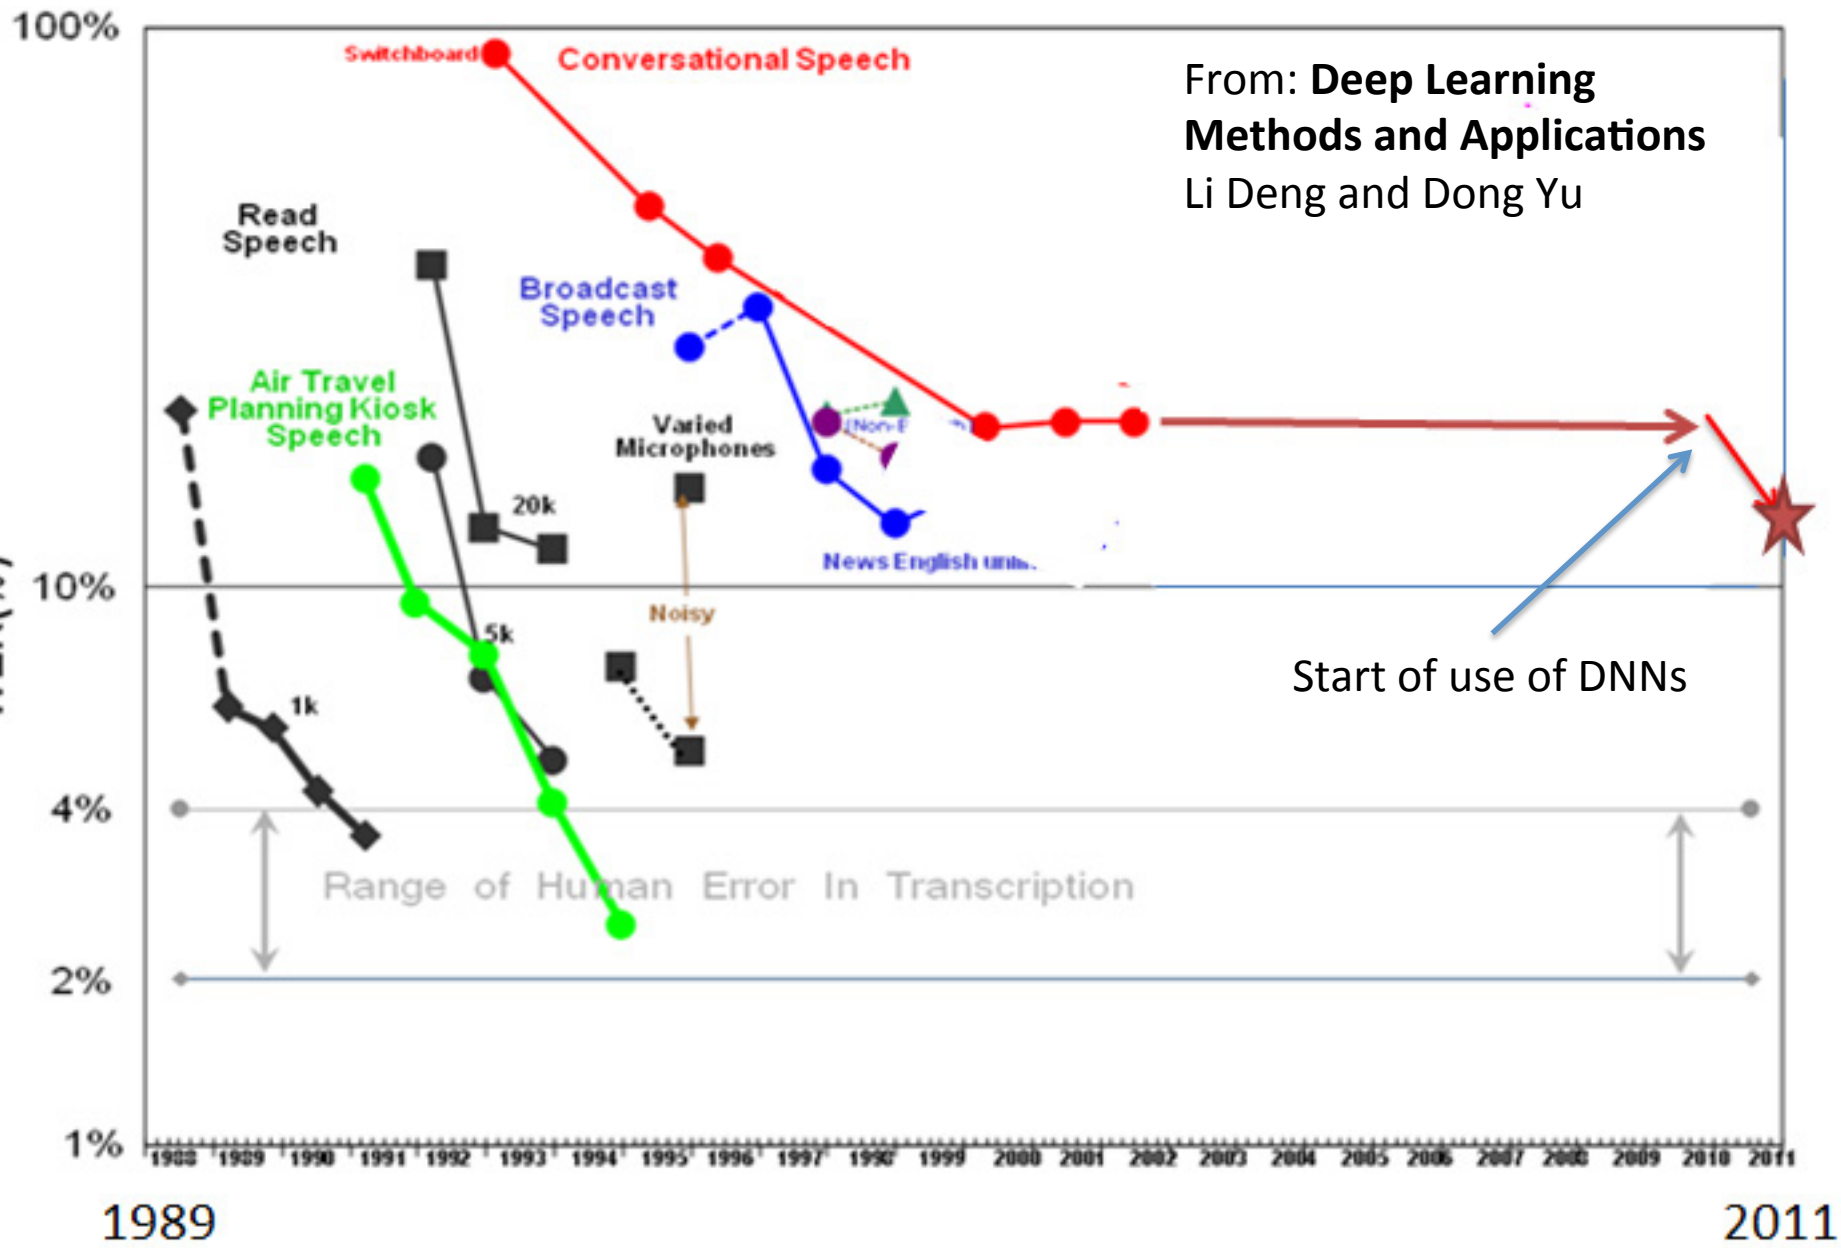 100%
Switchboard
Conversational Speech
From: Deep Learning
Methods and Applications
Li Deng and Dong Yu
Read
Speech
Broadcast
Speech
Air Travel
Planning Kiosk
Speech
Varied
Microphones
(Non-E
20k
News English
10%
Noisy
5k
Start of use of DNNs
1k
4%
Range of Human Error In Transcription
2%
1%
1988 1989 1990 1991 1992 1993 1994 1995 1996 1997 1998 1999 2000 2001 2002 2003 2004 2005 2006 2007 2008 2009 2010 2011
1989
2011